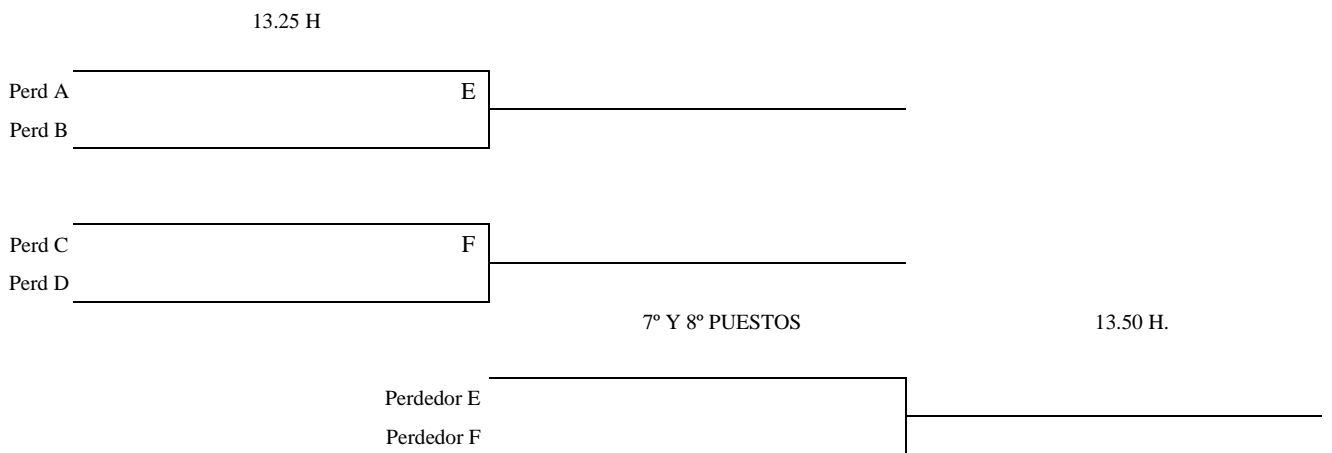 13.25 H
Perd A
E
Perd B
Perd C
F
Perd D
7º Y 8º PUESTOS
13.50 H.
Perdedor E
Perdedor F